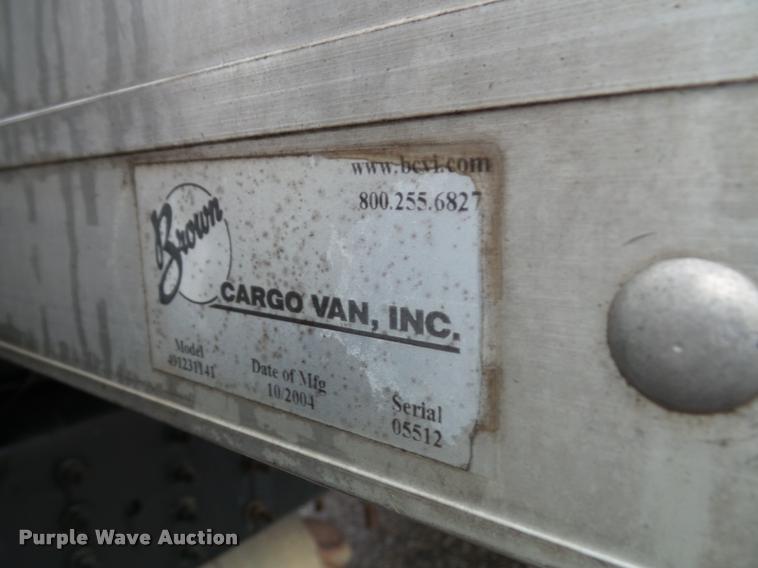 www.bcvi.com
800.255.6827
Brown
CARGO VAN, INC.
Model
Date of Mfg
10/2004
Serial
05512
Purple Wave Auction